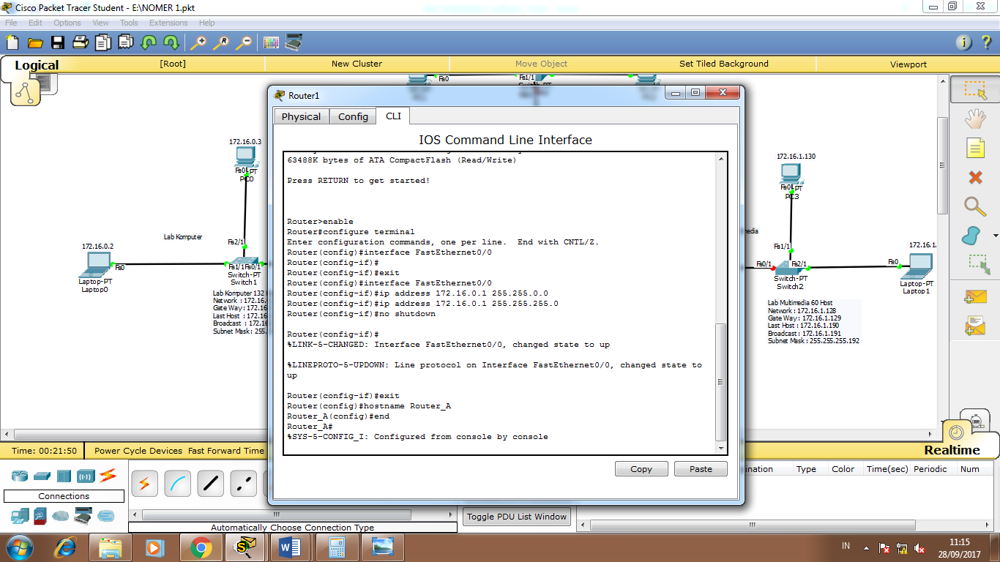 Cisco Packet Tracer Student - E:\NOMER 1.pkt
File Edit Options View Tools Extensions Help
Logical [Root] New Cluster Move Object Set Tiled Background Viewport
Fa0 Fa1/1
Router1
Physical Config CLI
IOS Command Line Interface
63488K bytes of ATA CompactFlash (Read/Write)
Press RETURN to get started!
Router>enable
Router#configure terminal
Enter configuration commands, one per line. End with CNTL/Z.
Router(config)#interface FastEthernet0/0
Router(config-if)#
Router(config-if)#exit
Router(config)#interface FastEthernet0/0
Router(config-if)#ip address 172.16.0.1 255.255.0.0
Router(config-if)#ip address 172.16.0.1 255.255.255.0
Router(config-if)#no shutdown
Router(config-if)#
%LINK-5-CHANGED: Interface FastEthernet0/0, changed state to up
%LINEPROTO-5-UPDOWN: Line protocol on Interface FastEthernet0/0, changed state to
up
Router(config-if)#exit
Router(config)#hostname Router_A
Router_A(config)#end
Router_A#
%SYS-5-CONFIG_I: Configured from console by console
Copy Paste
172.16.0.3
PC0
172.16.0.2
Fa0
Laptop-PT
Laptop0
Lab Komputer
Fa2/1
Fa1/1 Fa0/1
Switch-PT
Switch1
Lab Komputer 132
Network : 172.16.
Gate Way : 172.16
Last Host : 172.16
Broadcast : 172.16
Subnet Mask : 255.
172.16.1.130
PC3
Fa1/1
Fa0/1 Fa2/1
Switch-PT
Switch2
172.16.1.
Fa0
Laptop-PT
Laptop1
Lab Multimedia 60 Host
Network : 172.16.1.128
Gate Way : 172.16.1.129
Last Host : 172.16.1.190
Broadcast : 172.16.1.191
Subnet Mask : 255.255.255.192
Time: 00:21:50 Power Cycle Devices Fast Forward Time
Realtime
Connections
Automatically Choose Connection Type
Toggle PDU List Window
ination Type Color Time(sec) Periodic Num
IN
11:15
28/09/2017